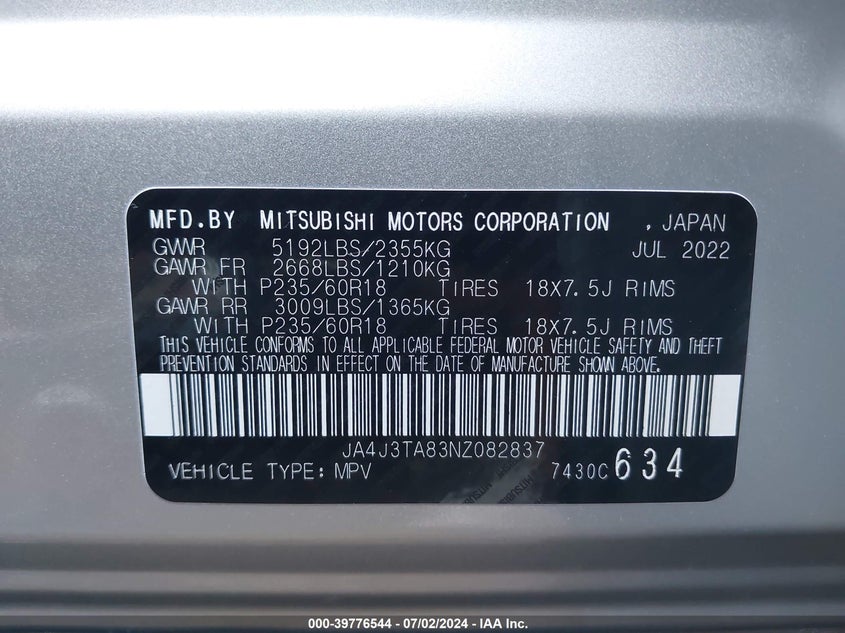 MFD.BY MITSUBISHI MOTORS CORPORATION , JAPAN
GVWR 5192LBS/2355KG JUL 2022
GAWR FR 2668LBS/1210KG
WITH P235/60R18 TIRES 18X7.5J RIMS
GAWR RR 3009LBS/1365KG
WITH P235/60R18 TIRES 18X7.5J RIMS
THIS VEHICLE CONFORMS TO ALL APPLICABLE FEDERAL MOTOR VEHICLE SAFETY AND THEFT
PREVENTION STANDARDS IN EFFECT ON THE DATE OF MANUFACTURE SHOWN ABOVE.
JA4J3TA83NZ082837
VEHICLE TYPE: MPV 7430C 634
000-39776544 / 07/02/2024 - IAA Inc.